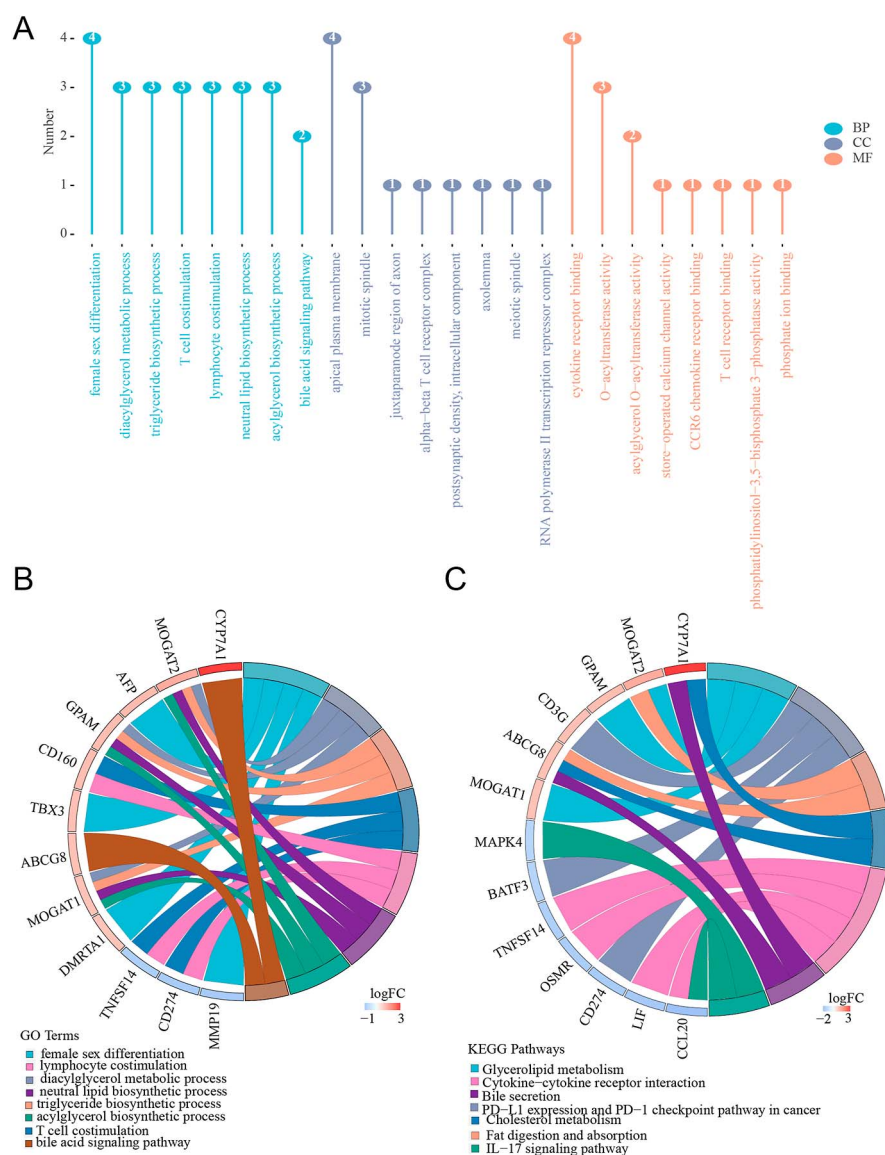 A
Number
4
3
2
1
0
4
3
3
3
3
3
3
2
4
3
1
1
1
1
1
1
4
3
2
1
1
1
1
1
BP
CC
MF
female sex differentiation
diacylglycerol metabolic process
triglyceride biosynthetic process
T cell costimulation
lymphocyte costimulation
neutral lipid biosynthetic process
acylglycerol biosynthetic process
bile acid signaling pathway
apical plasma membrane
mitotic spindle
juxtaparanode region of axon
alpha−beta T cell receptor complex
postsynaptic density, intracellular component
axolemma
meiotic spindle
RNA polymerase II transcription repressor complex
cytokine receptor binding
O−acyltransferase activity
acylglycerol O−acyltransferase activity
store−operated calcium channel activity
CCR6 chemokine receptor binding
T cell receptor binding
phosphatidylinositol−3,5−bisphosphate 3−phosphatase activity
phosphate ion binding
B
CYP7A1
MOGAT2
AFP
GPAM
CD160
TBX3
ABCG8
MOGAT1
DMRTA1
TNFSF14
CD274
MMP19
logFC
−1 3
GO Terms
female sex differentiation
lymphocyte costimulation
diacylglycerol metabolic process
neutral lipid biosynthetic process
triglyceride biosynthetic process
acylglycerol biosynthetic process
T cell costimulation
bile acid signaling pathway
C
CYP7A1
MOGAT2
GPAM
CD3G
ABCG8
MOGAT1
MAPK4
BATF3
TNFSF14
OSMR
CD274
LIF
CCL20
logFC
−2 3
KEGG Pathways
Glycerolipid metabolism
Cytokine−cytokine receptor interaction
Bile secretion
PD−L1 expression and PD−1 checkpoint pathway in cancer
Cholesterol metabolism
Fat digestion and absorption
IL−17 signaling pathway